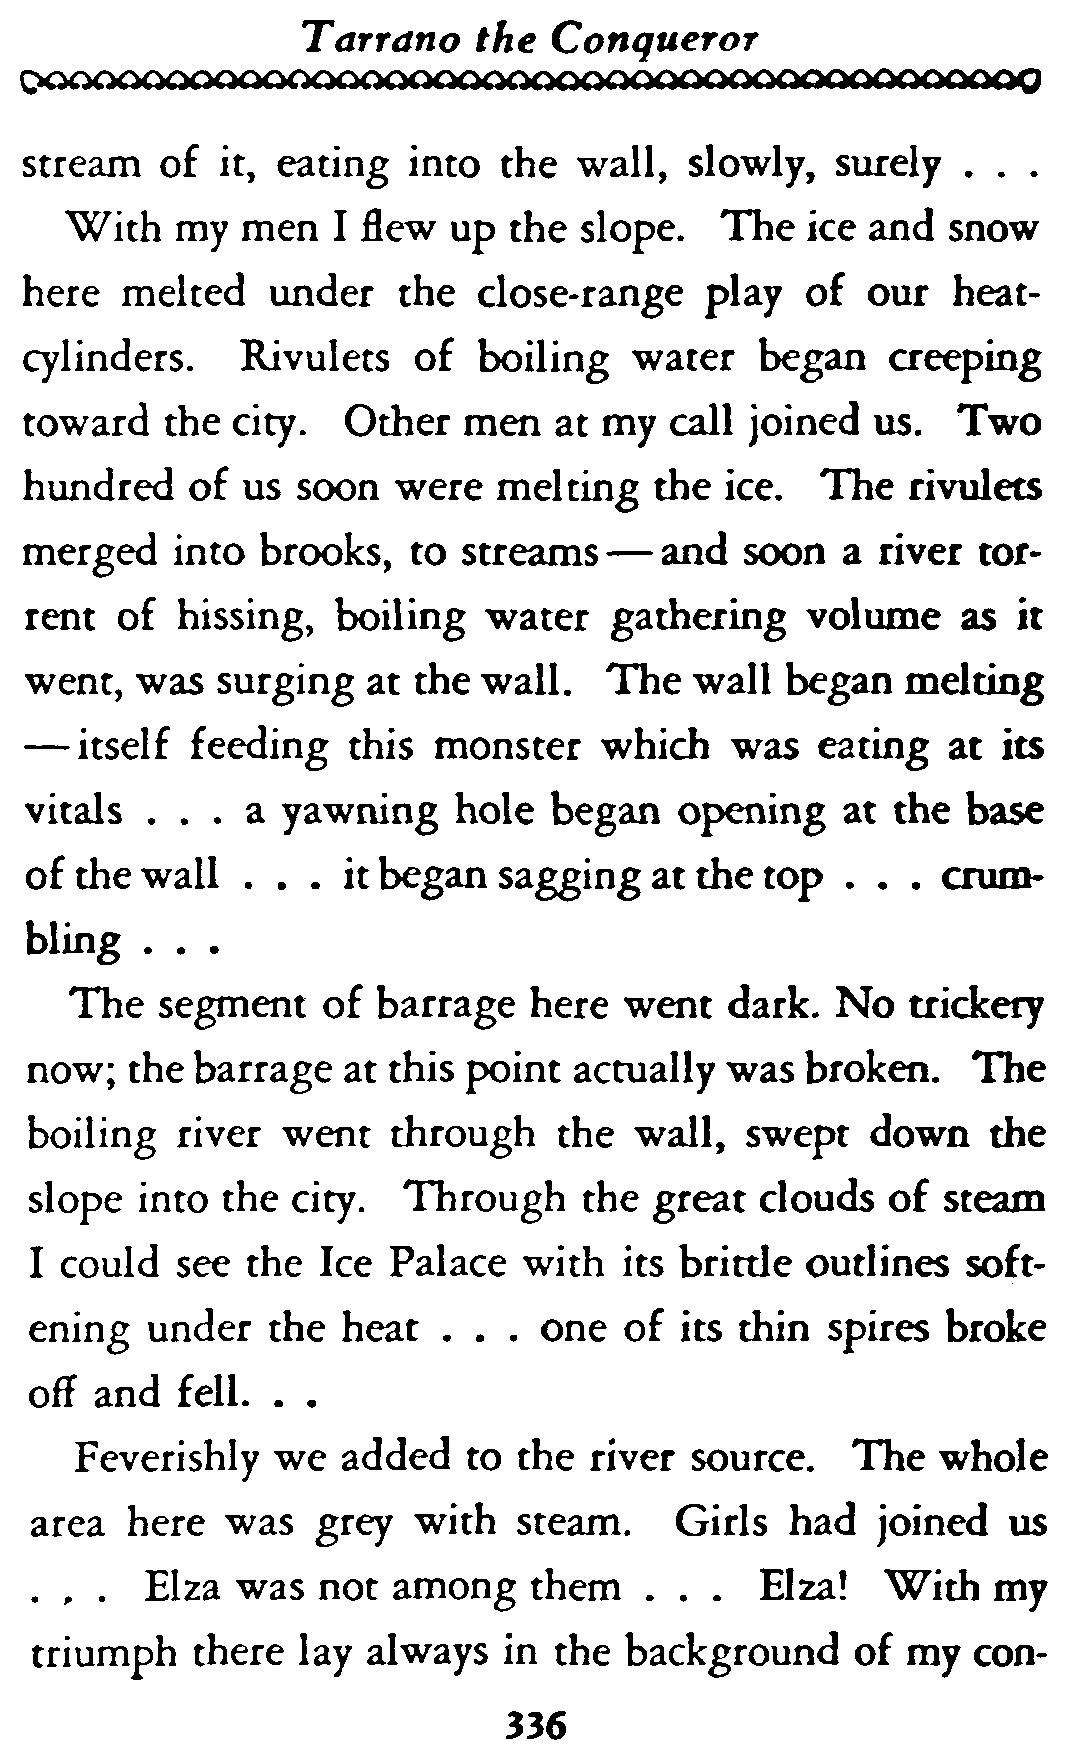 Tarrano the Conqueror
stream of it, eating into the wall, slowly, surely . . .
With my men I flew up the slope. The ice and snow
here melted under the close-range play of our heat-
cylinders. Rivulets of boiling water began creeping
toward the city. Other men at my call joined us. Two
hundred of us soon were melting the ice. The rivulets
merged into brooks, to streams—and soon a river tor-
rent of hissing, boiling water gathering volume as it
went, was surging at the wall. The wall began melting
—itself feeding this monster which was eating at its
vitals . . . a yawning hole began opening at the base
of the wall . . . it began sagging at the top . . . crum-
bling . . .
The segment of barrage here went dark. No trickery
now; the barrage at this point actually was broken. The
boiling river went through the wall, swept down the
slope into the city. Through the great clouds of steam
I could see the Ice Palace with its brittle outlines soft-
ening under the heat . . . one of its thin spires broke
off and fell. . .
Feverishly we added to the river source. The whole
area here was grey with steam. Girls had joined us
. , . Elza was not among them . . . Elza! With my
triumph there lay always in the background of my con-
336